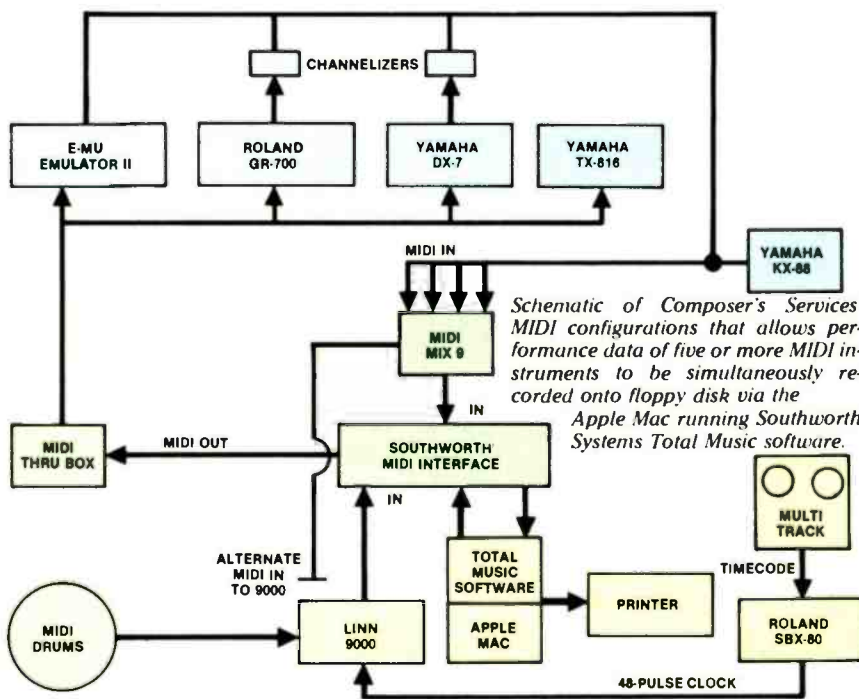 CHANNELIZERS
E-MU
EMULATOR II
ROLAND
GR-700
YAMAHA
DX-7
YAMAHA
TX-816
MIDI IN
YAMAHA
KX-88
MIDI
MIX 9
Schematic of Composer's Services
MIDI configurations that allows per-
formance data of five or more MIDI in-
struments to be simultaneously re-
corded onto floppy disk via the
Apple Mac running Southworth
Systems Total Music software.
IN
MIDI
THRU BOX
MIDI OUT
SOUTHWORTH
MIDI INTERFACE
IN
MULTI
TRACK
ALTERNATE
MIDI IN
TO 9000
TOTAL
MUSIC
SOFTWARE
APPLE
MAC
PRINTER
TIMECODE
MIDI
DRUMS
LINN
9000
ROLAND
SBX-80
48-PULSE CLOCK